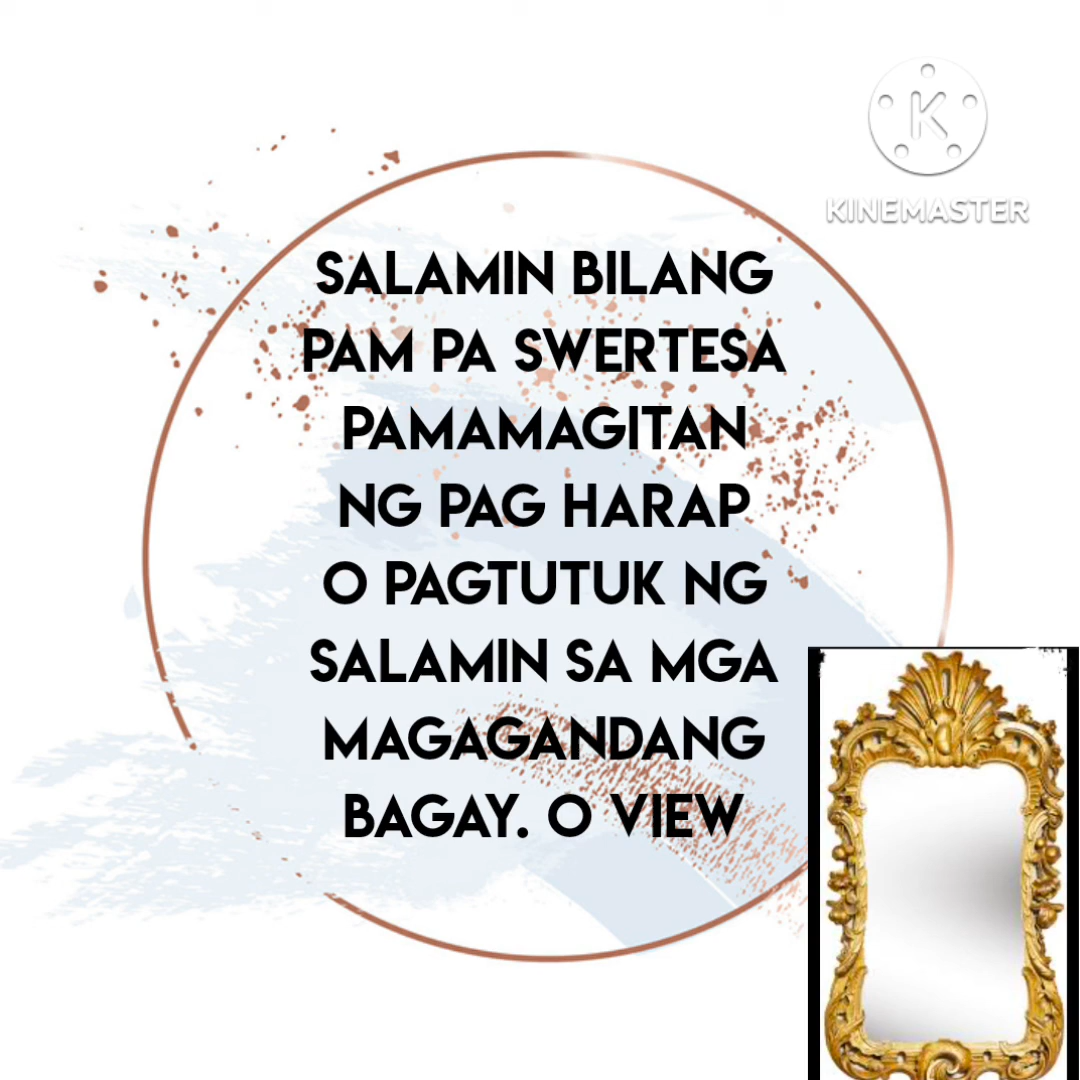 KINEMASTER
SALAMIN BILANG
PAM PA SWERTESA
PAMAMAGITAN
NG PAG HARAP
O PAGTUTUK NG
SALAMIN SA MGA
MAGAGANDANG
BAGAY. O VIEW